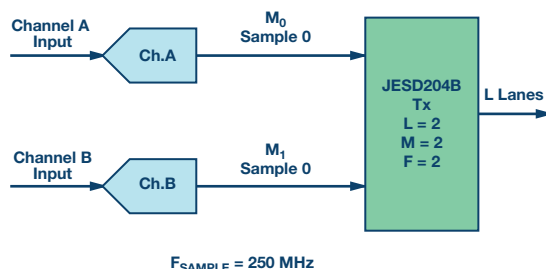 Channel A
Input
Ch.A
M0
Sample 0
JESD204B
Tx
L = 2
M = 2
F = 2
L Lanes
Channel B
Input
Ch.B
M1
Sample 0
FSAMPLE = 250 MHz